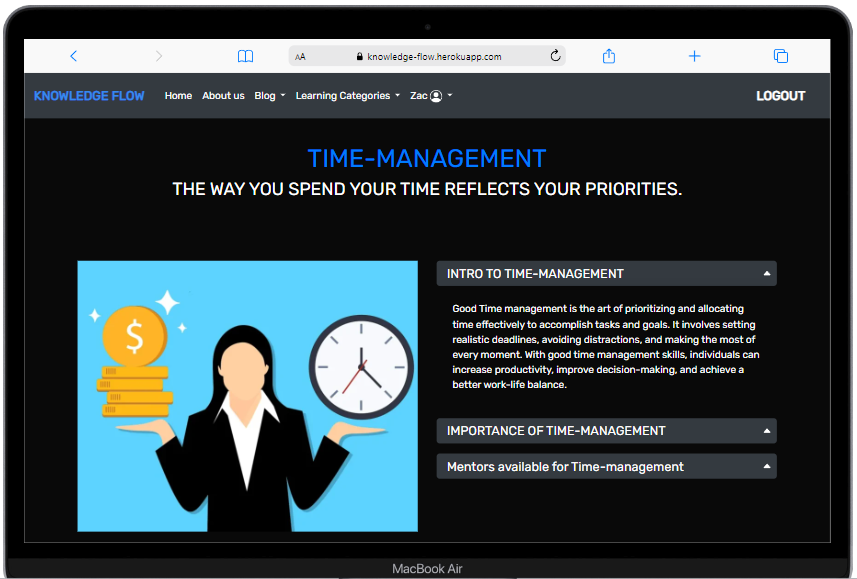 AA knowledge-flow.herokuapp.com
KNOWLEDGE FLOW Home About us Blog Learning Categories Zac LOGOUT
TIME-MANAGEMENT
THE WAY YOU SPEND YOUR TIME REFLECTS YOUR PRIORITIES.
$
INTRO TO TIME-MANAGEMENT
Good Time management is the art of prioritizing and allocating
time effectively to accomplish tasks and goals. It involves setting
realistic deadlines, avoiding distractions, and making the most of
every moment. With good time management skills, individuals can
increase productivity, improve decision-making, and achieve a
better work-life balance.
IMPORTANCE OF TIME-MANAGEMENT
Mentors available for Time-management
MacBook Air